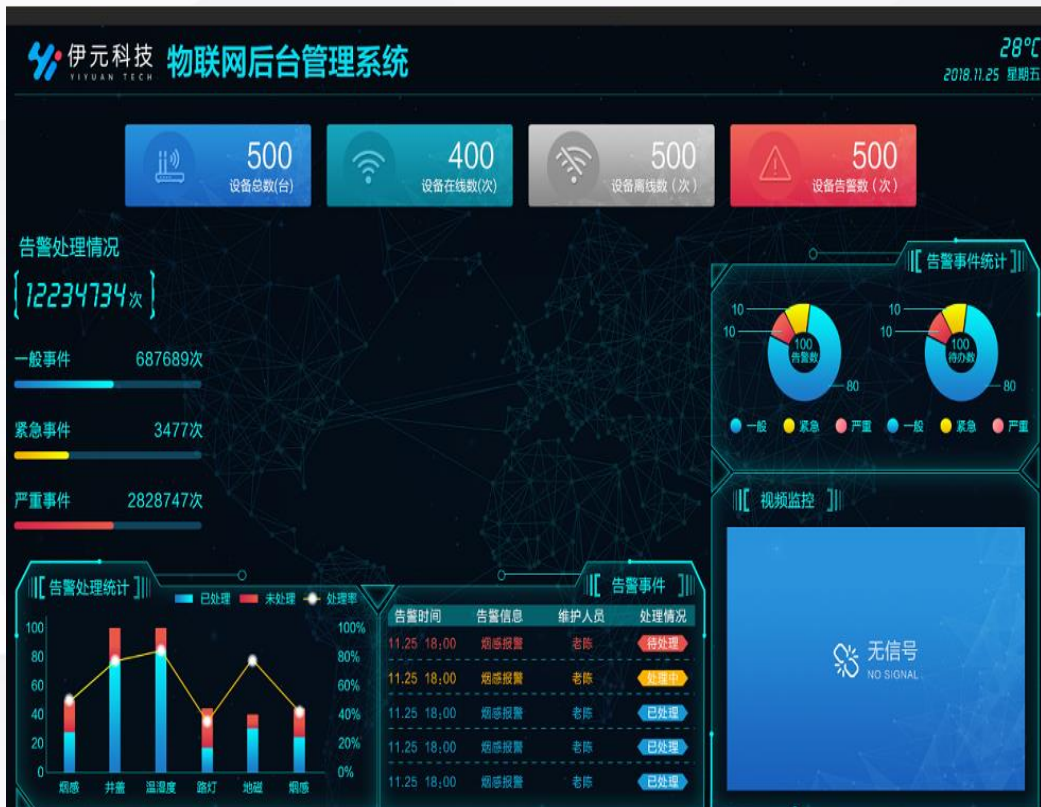 伊元科技
YIYUAN TECH
物联网后台管理系统
28°C
2018.11.25 星期五
500
设备总数(台)
400
设备在线数(次)
500
设备离线数（次）
500
设备告警数（次）
告警处理情况
12234734次
一般事件 687689次
紧急事件 3477次
严重事件 2828747次
告警事件统计
10
10
100
告警数
80
10
10
100
待办数
80
一般 紧急 严重 一般 紧急 严重
视频监控
无信号
NO SIGNAL
告警处理统计
已处理 未处理 处理率
100 100%
80 80%
60 60%
40 40%
20 20%
0 0%
烟感 井盖 温湿度 路灯 地磁 烟感
告警事件
告警时间 告警信息 维护人员 处理情况
11.25 18:00 烟感报警 老陈 待处理
11.25 18:00 烟感报警 老陈 处理中
11.25 18:00 烟感报警 老陈 已处理
11.25 18:00 烟感报警 老陈 已处理
11.25 18:00 烟感报警 老陈 已处理